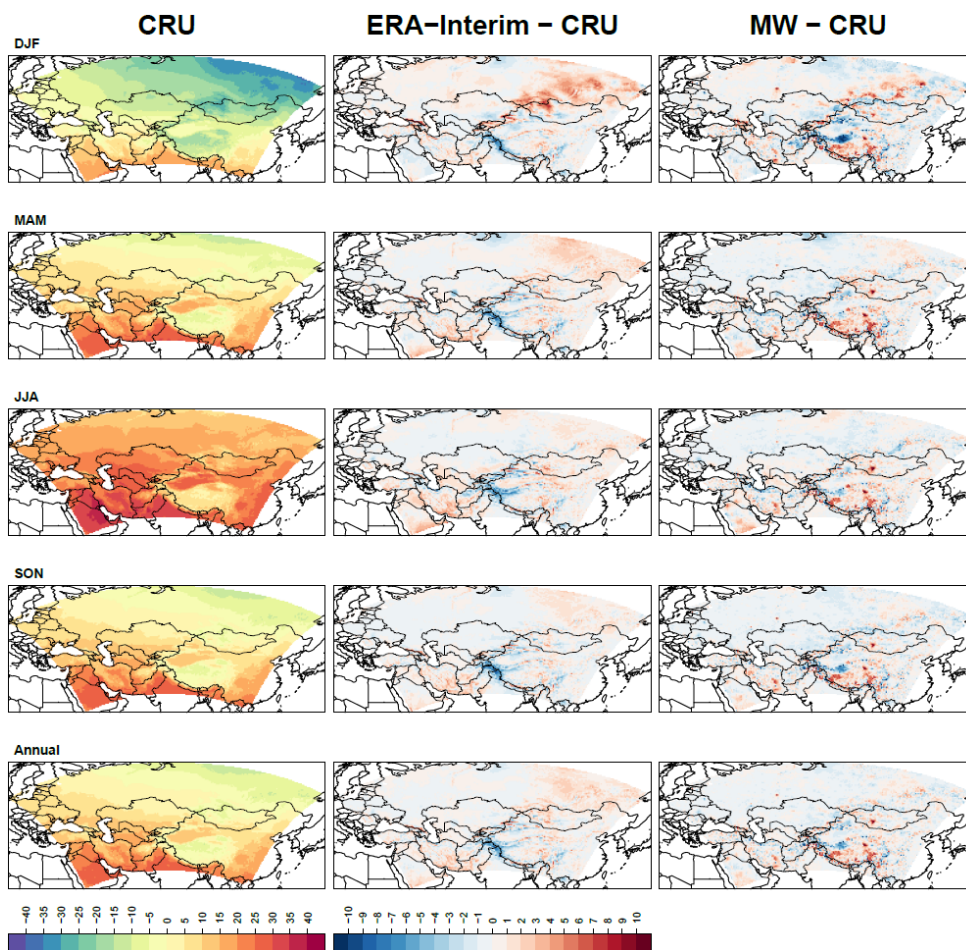 CRU ERA−Interim − CRU MW − CRU
DJF
MAM
JJA
SON
Annual
−40 −35 −30 −25 −20 −15 −10 −5 0 5 10 15 20 25 30 35 40
−10 −9 −8 −7 −6 −5 −4 −3 −2 −1 0 1 2 3 4 5 6 7 8 9 10